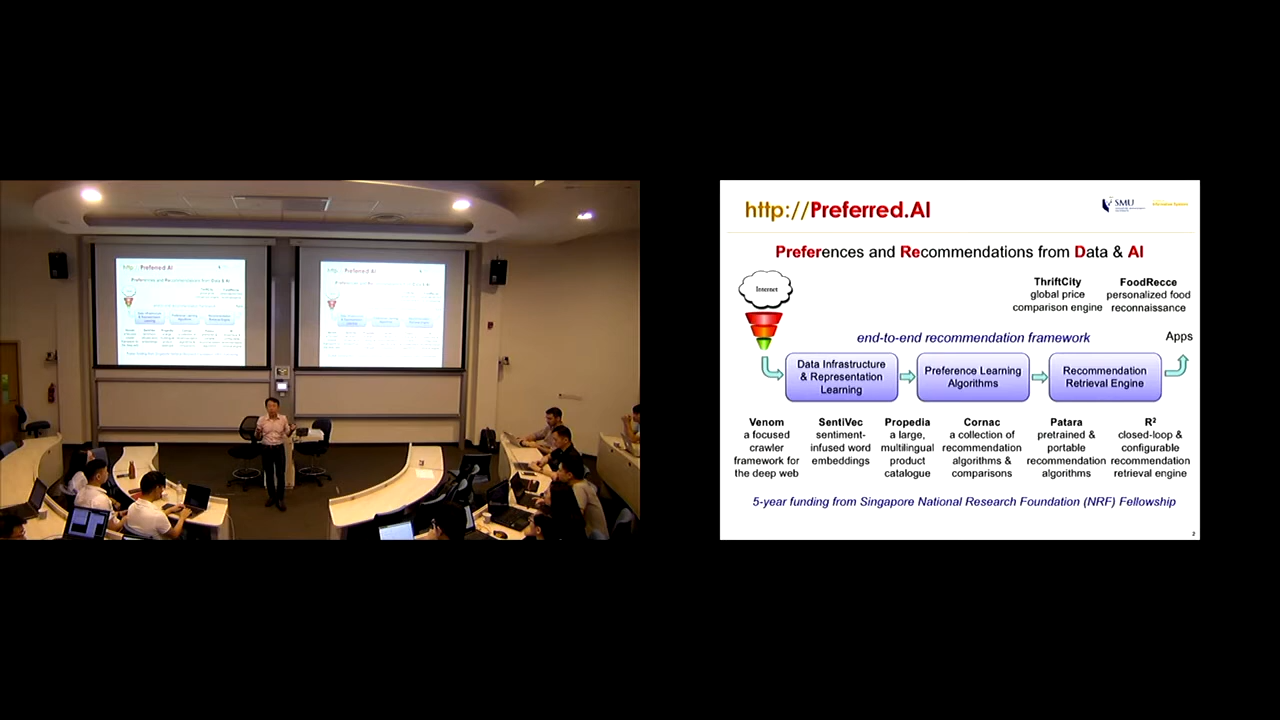 http://Preferred.AI
SMU
Preferences and Recommendations from Data & AI
Internet
ThriftCity
global price
comparison engine
FoodRecce
personalized food
reconnaissance
end-to-end recommendation framework
Apps
Data Infrastructure
& Representation
Learning
Preference Learning
Algorithms
Recommendation
Retrieval Engine
Venom
a focused
crawler
framework for
the deep web
SentiVec
sentiment-
infused word
embeddings
Propedia
a large,
multilingual
product
catalogue
Cornac
a collection of
recommendation
algorithms &
comparisons
Patara
pretrained &
portable
recommendation
algorithms
R²
closed-loop &
configurable
recommendation
retrieval engine
5-year funding from Singapore National Research Foundation (NRF) Fellowship
2